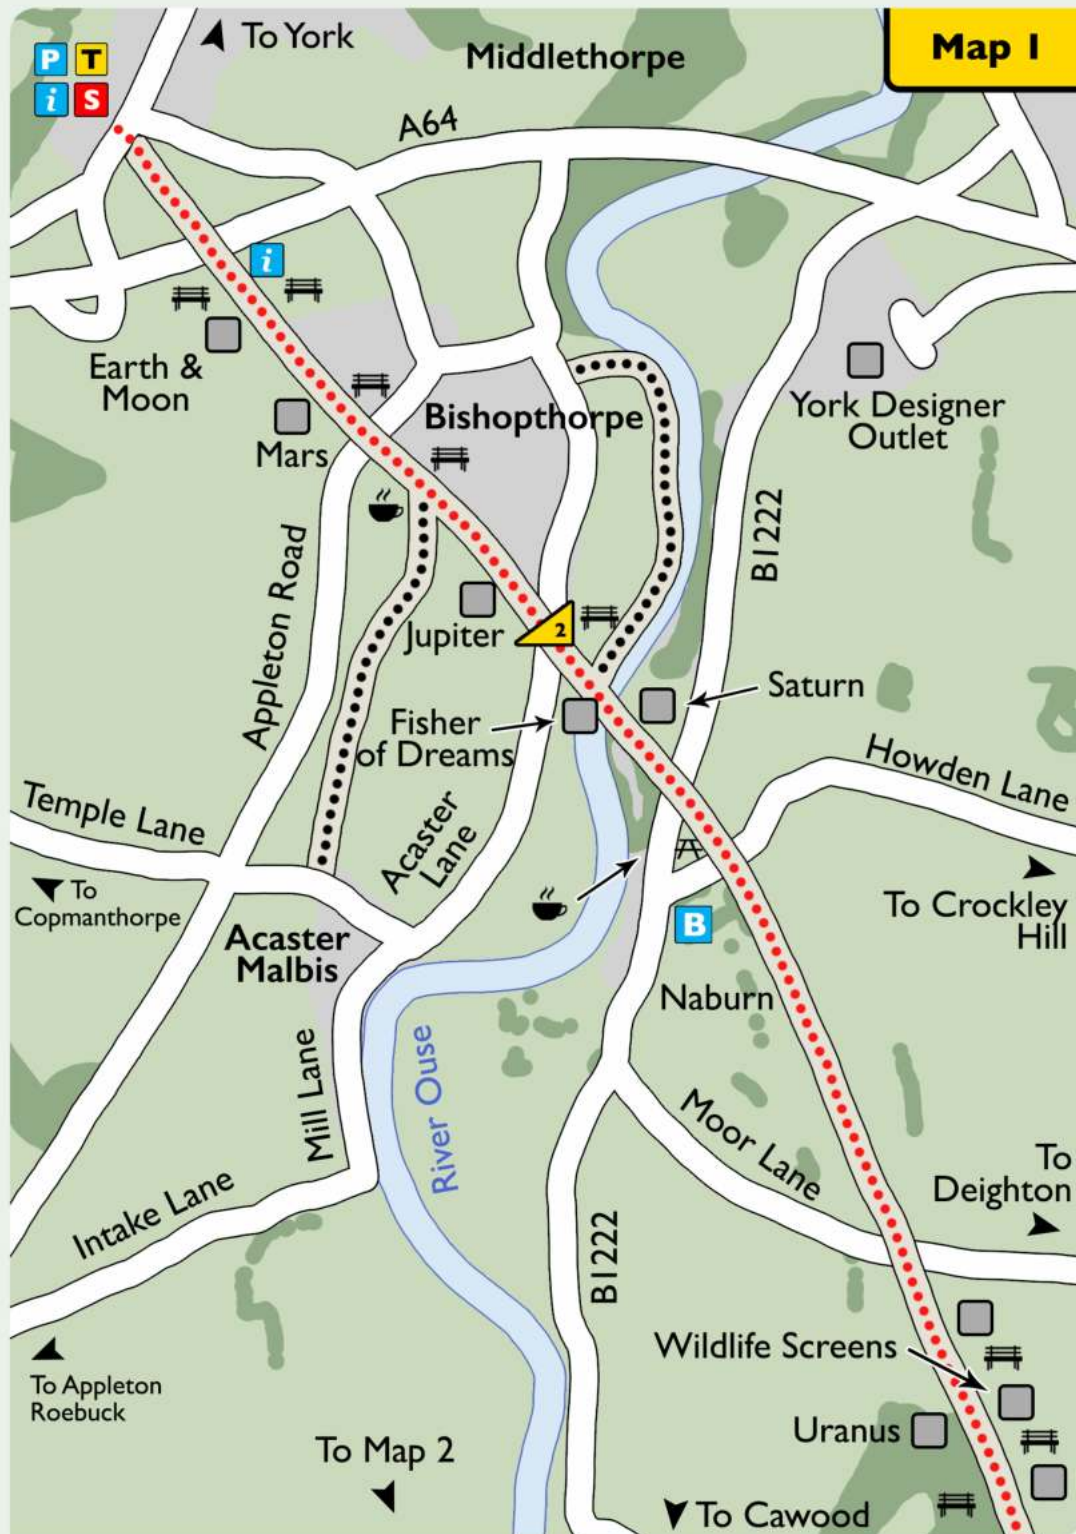 P T
i S
To York
Middlethorpe
Map 1
A64
i
Earth &
Moon
Mars
Bishopthorpe
York Designer
Outlet
B1222
Appleton Road
Jupiter
2
Saturn
Fisher
of Dreams
Howden Lane
Temple Lane
Acaster
Lane
To
Copmanthorpe
To Crockley
Hill
B
Acaster
Malbis
Naburn
Mill Lane
River Ouse
Moor Lane
To
Deighton
Intake Lane
B1222
Wildlife Screens
To Appleton
Roebuck
Uranus
To Map 2
To Cawood